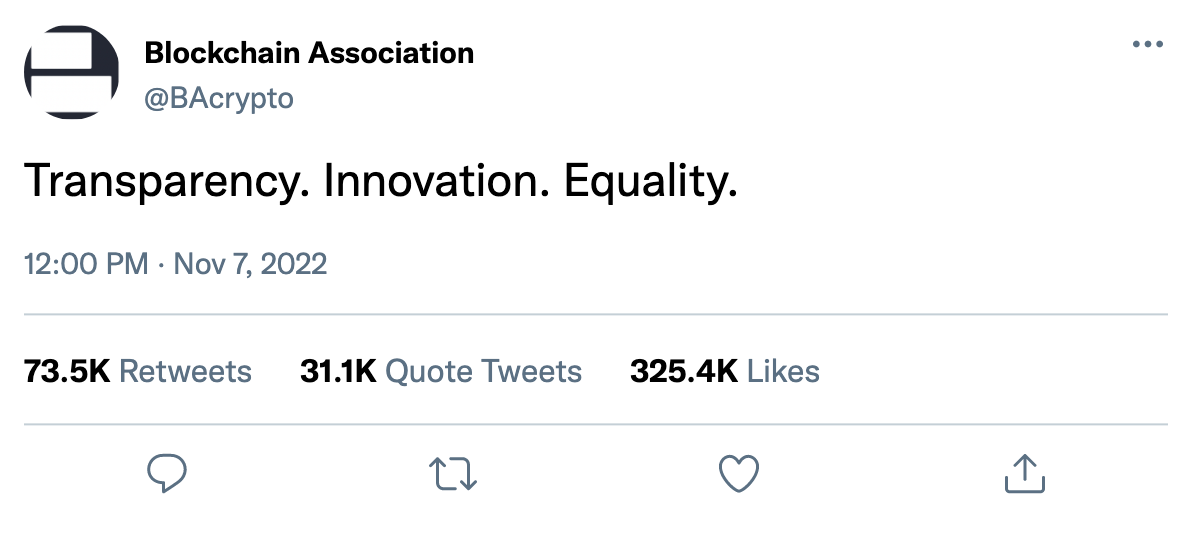 Blockchain Association
@BAcrypto
Transparency. Innovation. Equality.
12:00 PM · Nov 7, 2022
73.5K Retweets 31.1K Quote Tweets 325.4K Likes